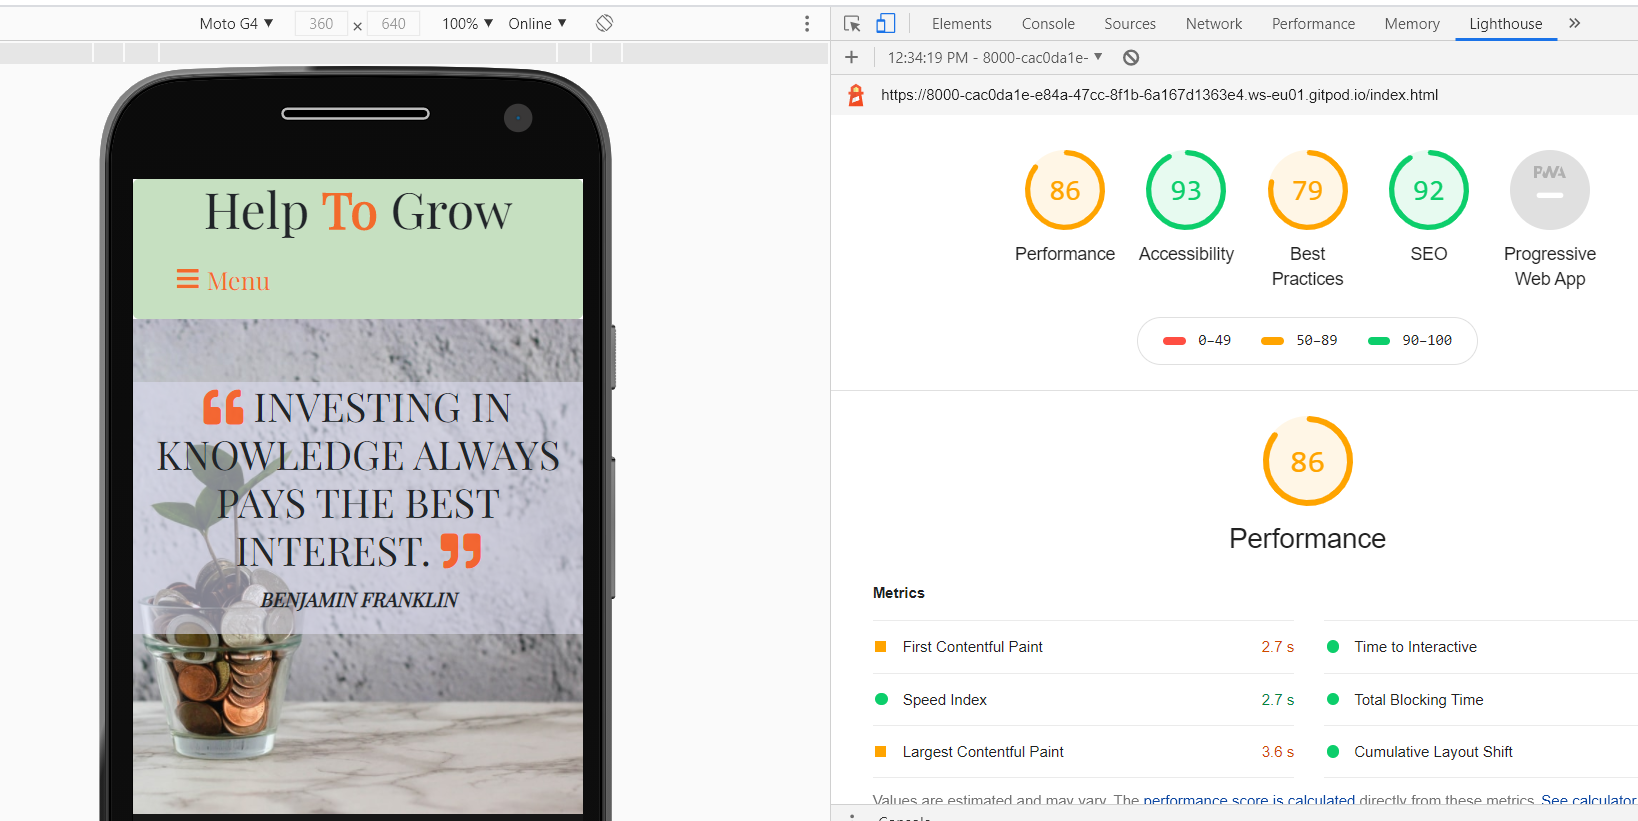 Moto G4 ▼ 360 × 640 100% ▼ Online ▼
Help To Grow
Menu
“ INVESTING IN
KNOWLEDGE ALWAYS
PAYS THE BEST
INTEREST. ”
BENJAMIN FRANKLIN
Elements Console Sources Network Performance Memory Lighthouse »
+ 12:34:19 PM - 8000-cac0da1e- ▼
https://8000-cac0da1e-e84a-47cc-8f1b-6a167d1363e4.ws-eu01.gitpod.io/index.html
86 93 79 92 PWA
Performance Accessibility Best SEO Progressive
Practices Web App
0–49 50–89 90–100
86
Performance
Metrics
First Contentful Paint 2.7 s Time to Interactive
Speed Index 2.7 s Total Blocking Time
Largest Contentful Paint 3.6 s Cumulative Layout Shift
Values are estimated and may vary. The performance score is calculated directly from these metrics. See calculator
Console